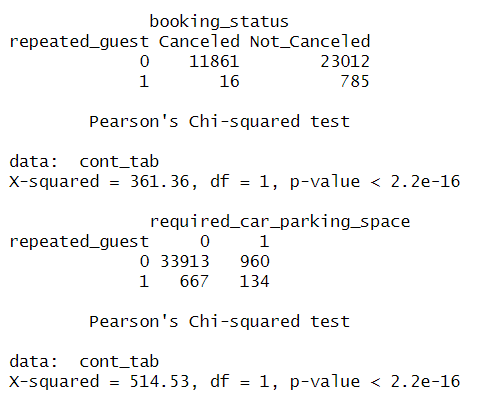 booking_status
repeated_guest Canceled Not_Canceled
0 11861 23012
1 16 785
Pearson's Chi-squared test
data: cont_tab
X-squared = 361.36, df = 1, p-value < 2.2e-16
required_car_parking_space
repeated_guest 0 1
0 33913 960
1 667 134
Pearson's Chi-squared test
data: cont_tab
X-squared = 514.53, df = 1, p-value < 2.2e-16